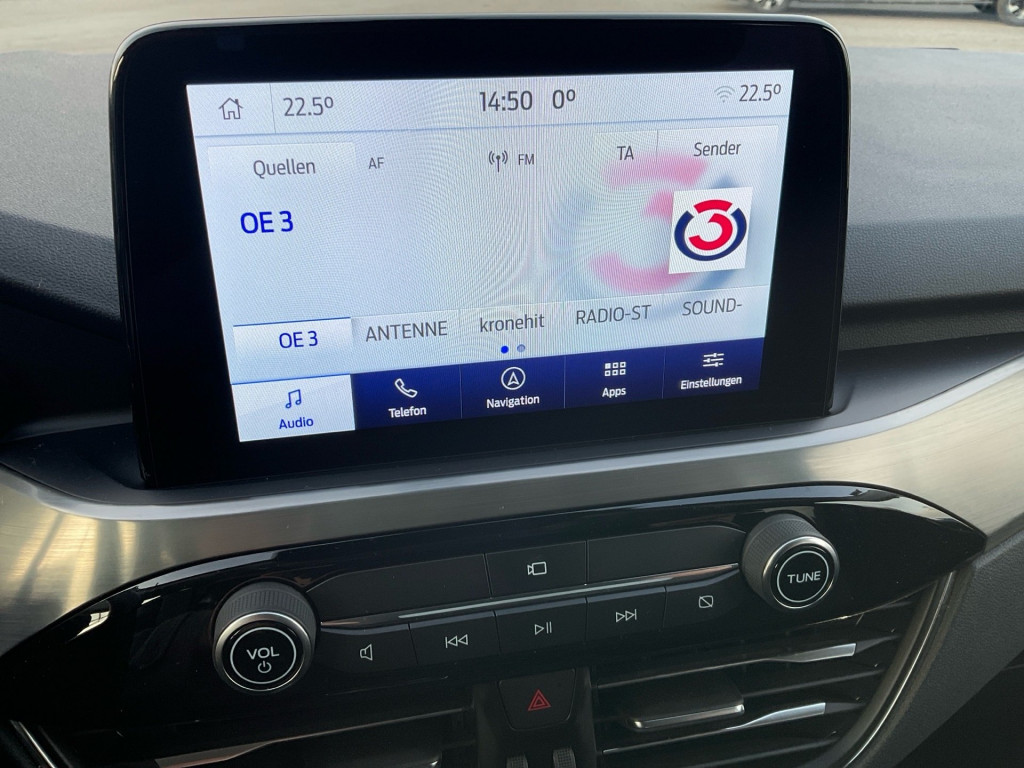 22.5° 14:50 0° 22.5°
Quellen AF FM TA Sender
OE 3
3
OE 3 ANTENNE kronehit RADIO-ST SOUND-
Audio Telefon Navigation Apps Einstellungen
VOL
TUNE